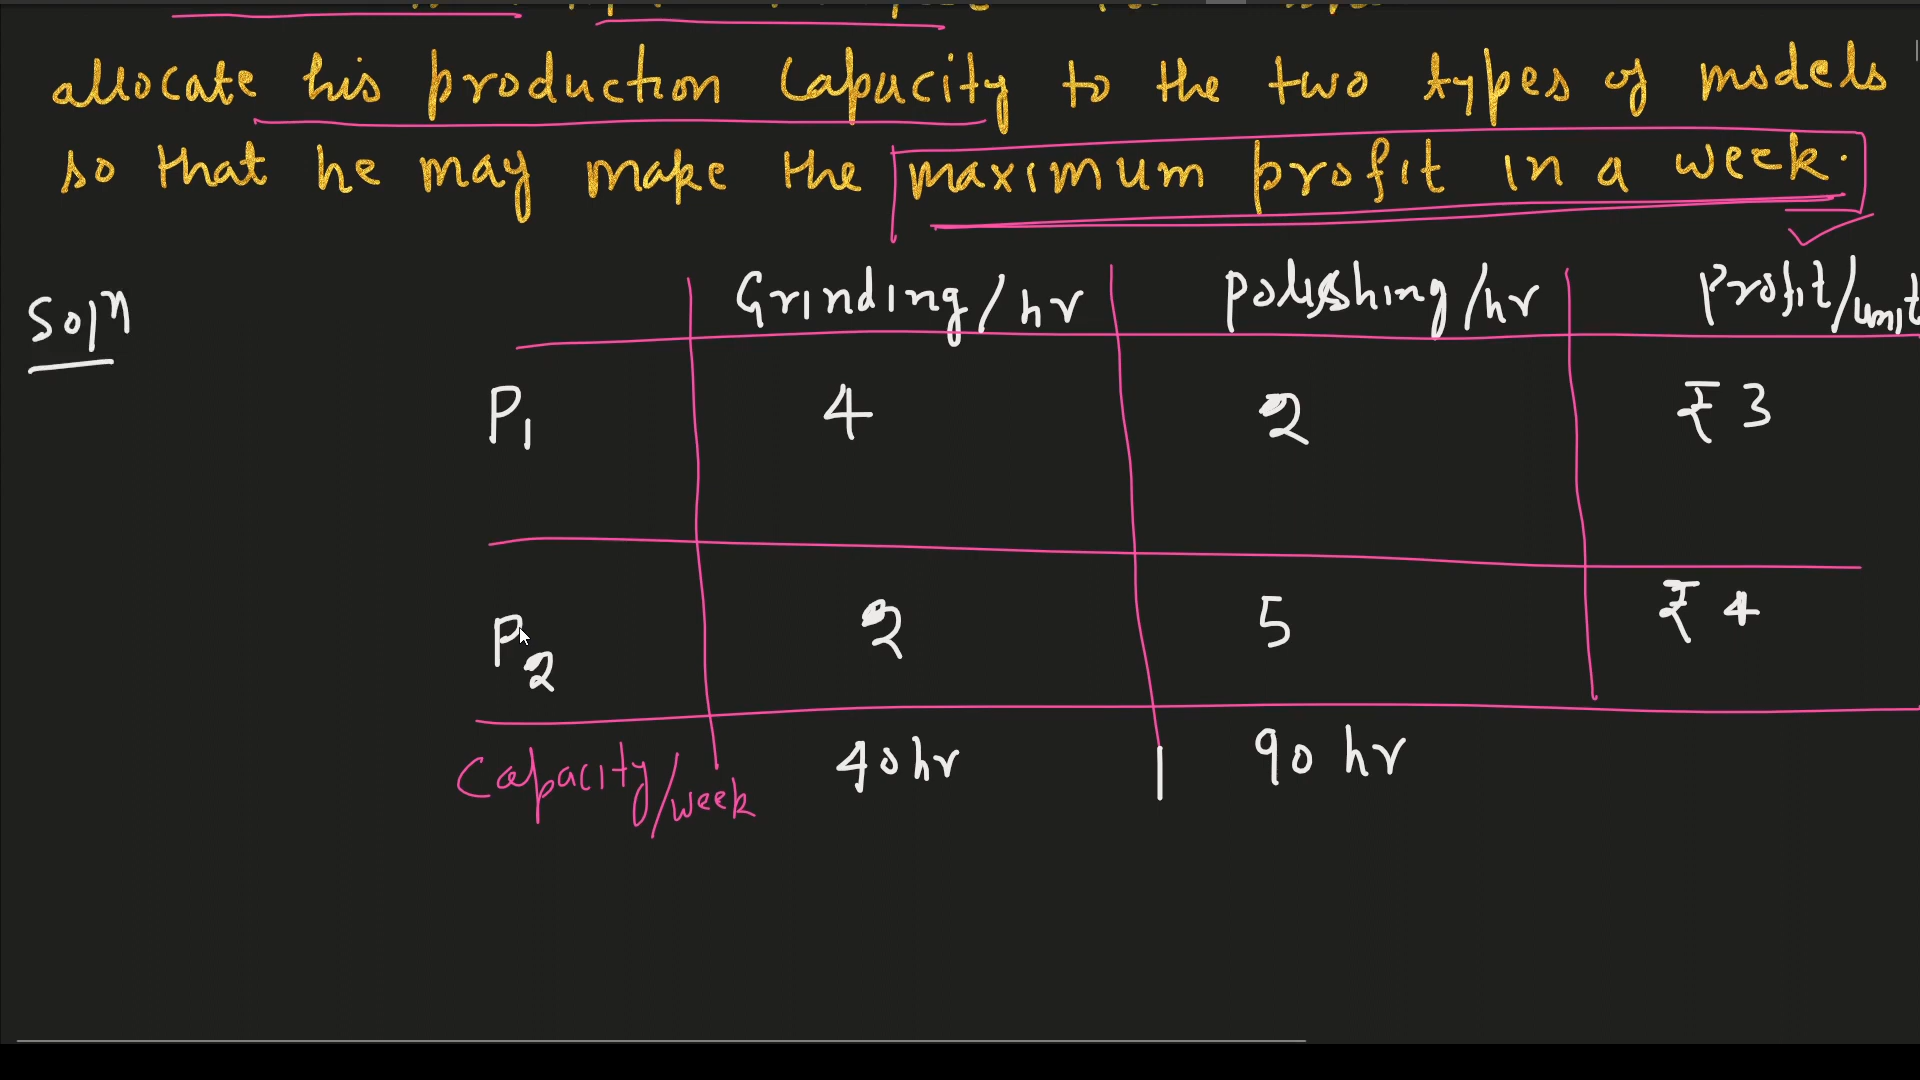 allocate his production capacity to the two types of models
so that he may make the maximum profit in a week.
Soln
Grinding/hr Polishing/hr Profit/unit
P1 4 2 ₹ 3
P2 2 5 ₹ 4
Capacity/week 40hr 90 hr